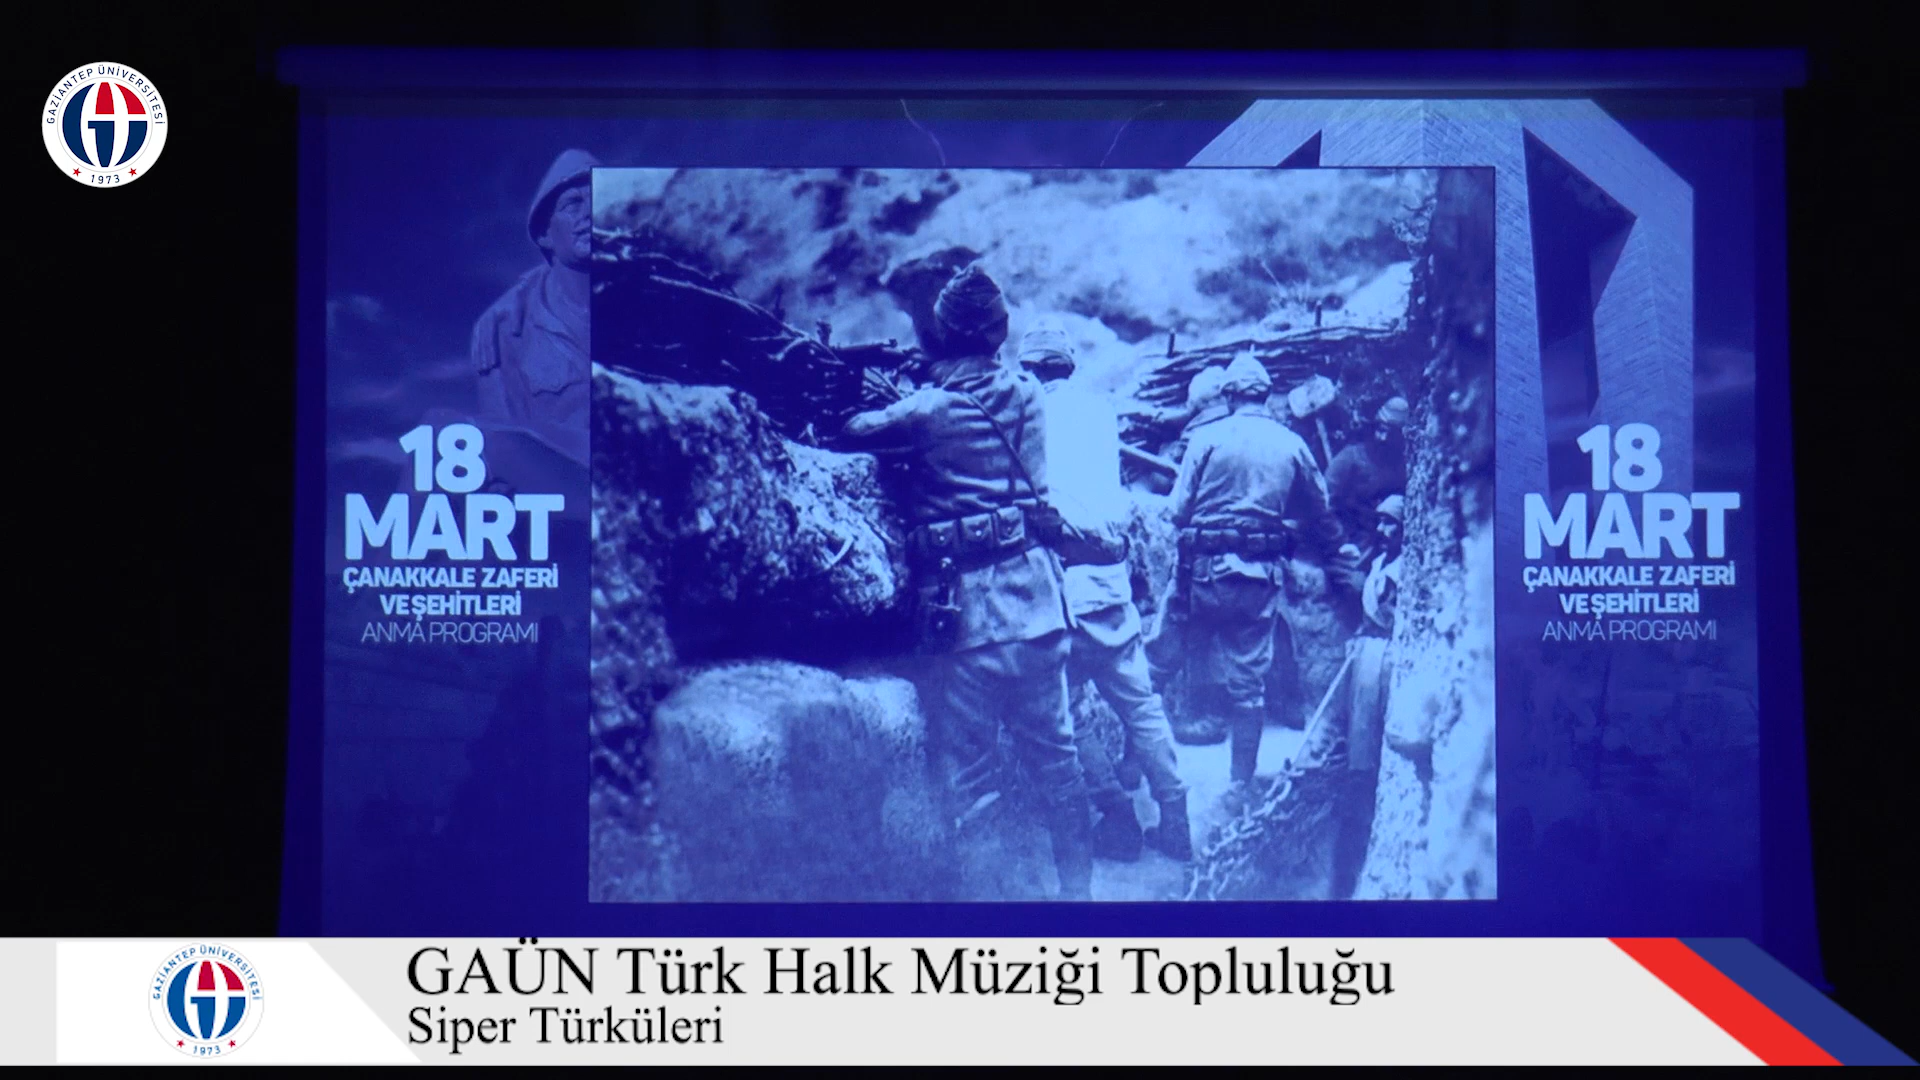 GAZİANTEP ÜNİVERSİTESİ
1973
18
MART
ÇANAKKALE ZAFERİ
VE ŞEHİTLERİ
ANMA PROGRAMI
18
MART
ÇANAKKALE ZAFERİ
VE ŞEHİTLERİ
ANMA PROGRAMI
GAZİANTEP ÜNİVERSİTESİ
1973
GAÜN Türk Halk Müziği Topluluğu
Siper Türküleri